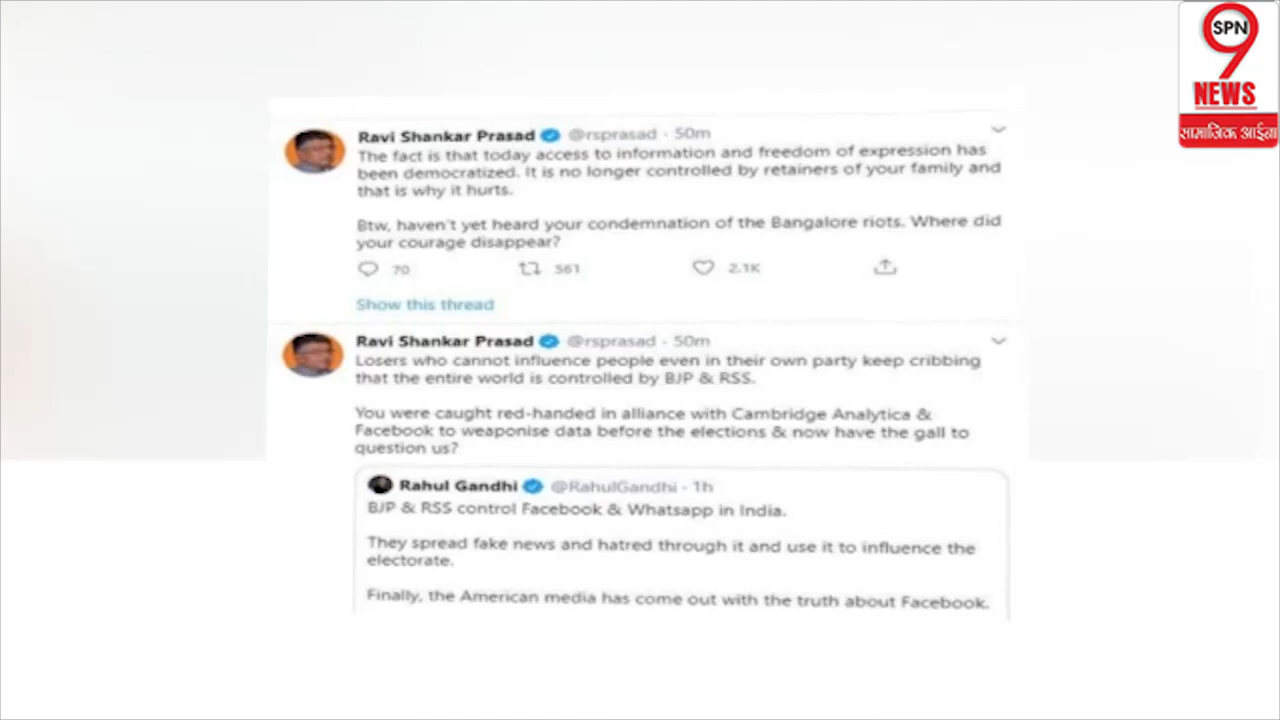 SPN
9
NEWS
सामाजिक आईना
Ravi Shankar Prasad @rsprasad · 50m
The fact is that today access to information and freedom of expression has
been democratized. It is no longer controlled by retainers of your family and
that is why it hurts.
Btw, haven't yet heard your condemnation of the Bangalore riots. Where did
your courage disappear?
70 561 2.1K
Show this thread
Ravi Shankar Prasad @rsprasad · 50m
Losers who cannot influence people even in their own party keep cribbing
that the entire world is controlled by BJP & RSS.
You were caught red-handed in alliance with Cambridge Analytica &
Facebook to weaponise data before the elections & now have the gall to
question us?
Rahul Gandhi @RahulGandhi · 1h
BJP & RSS control Facebook & Whatsapp in India.
They spread fake news and hatred through it and use it to influence the
electorate.
Finally, the American media has come out with the truth about Facebook.